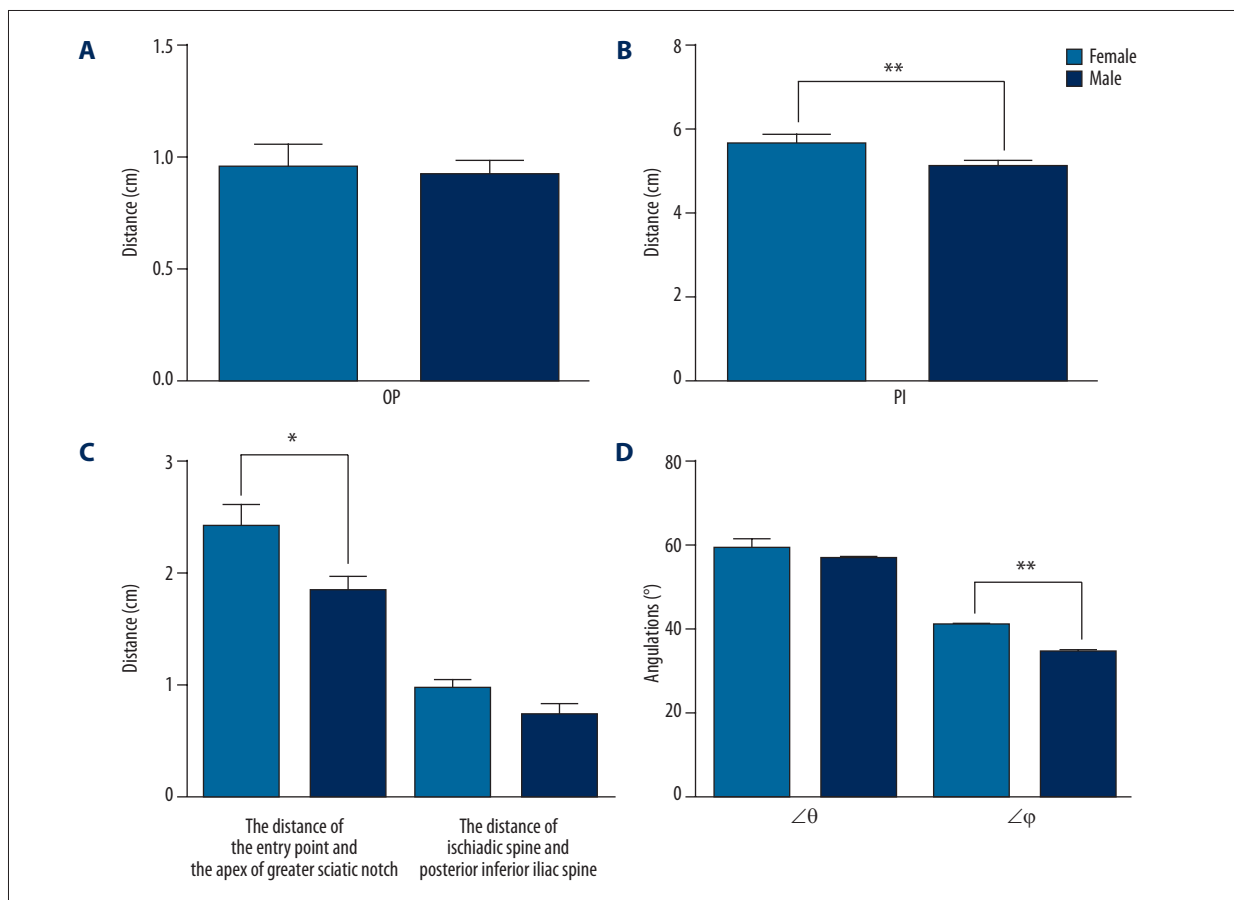 A
1.5
1.0
0.5
0.0
Distance (cm)
OP
B
8
6
4
2
0
Distance (cm)
**
PI
Female
Male
C
3
2
1
0
Distance (cm)
*
The distance of
the entry point and
the apex of greater sciatic notch
The distance of
ischiadic spine and
posterior inferior iliac spine
D
80
60
40
20
0
Angulations (°)
**
∠θ
∠φ